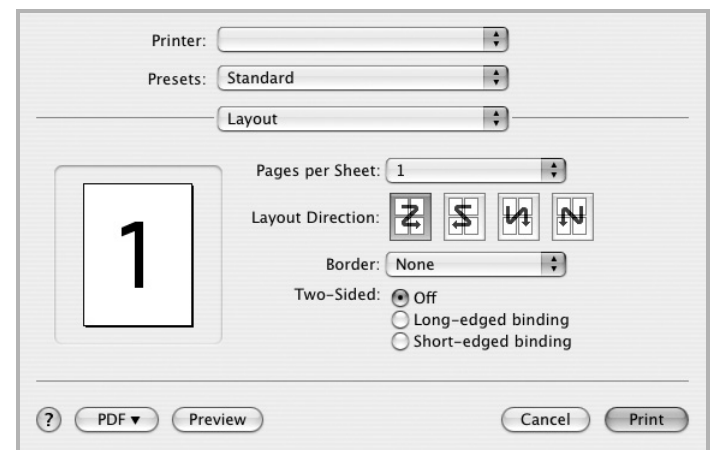 Printer:
Presets: Standard
Layout
Pages per Sheet: 1
Layout Direction:
Border: None
Two-Sided: Off
Long-edged binding
Short-edged binding
1
? PDF ▼ Preview Cancel Print